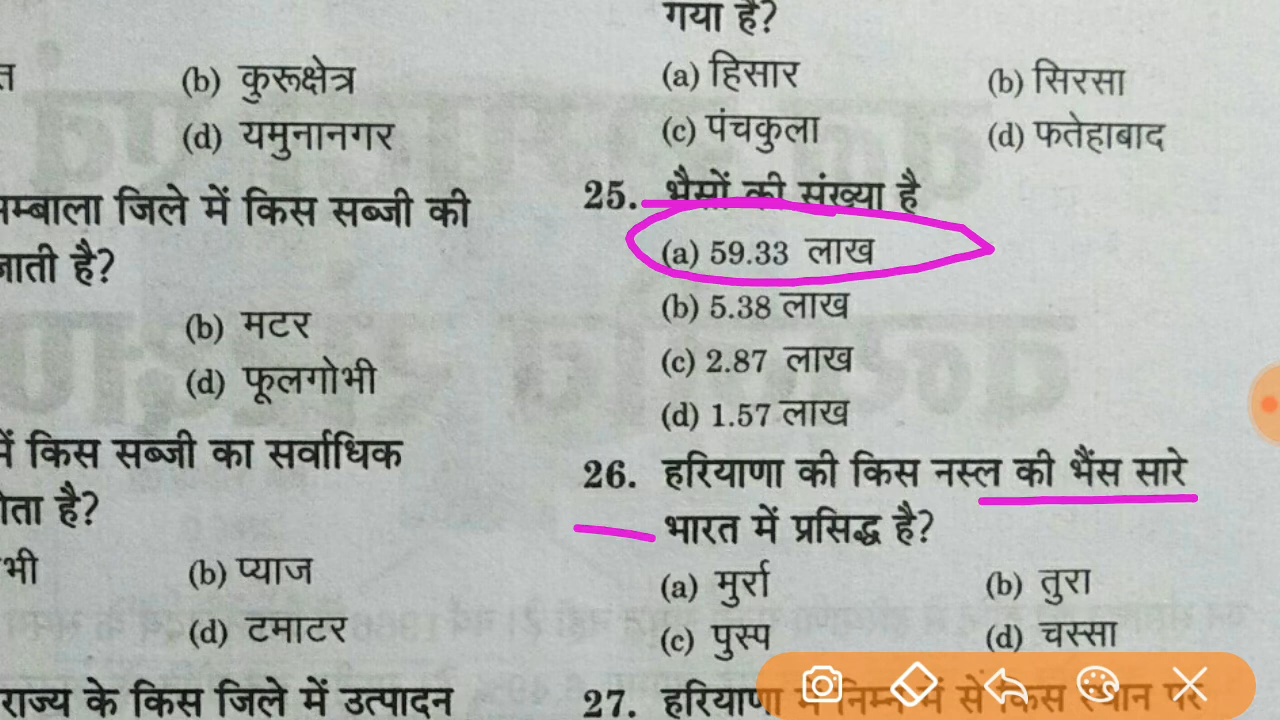 त
(b) कुरूक्षेत्र
(d) यमुनानगर
म्बाला जिले में किस सब्जी की
जाती है?
(b) मटर
(d) फूलगोभी
में किस सब्जी का सर्वाधिक
ोता है?
भी
(b) प्याज
(d) टमाटर
राज्य के किस जिले में उत्पादन
गया है?
(a) हिसार (b) सिरसा
(c) पंचकुला (d) फतेहाबाद
25. भैसों की संख्या है
(a) 59.33 लाख
(b) 5.38 लाख
(c) 2.87 लाख
(d) 1.57 लाख
26. हरियाणा की किस नस्ल की भैंस सारे
भारत में प्रसिद्ध है?
(a) मुर्रा (b) तुरा
(c) पुस्प (d) चस्सा
27. हरियाणा में निम्न में से किस स्थान पर